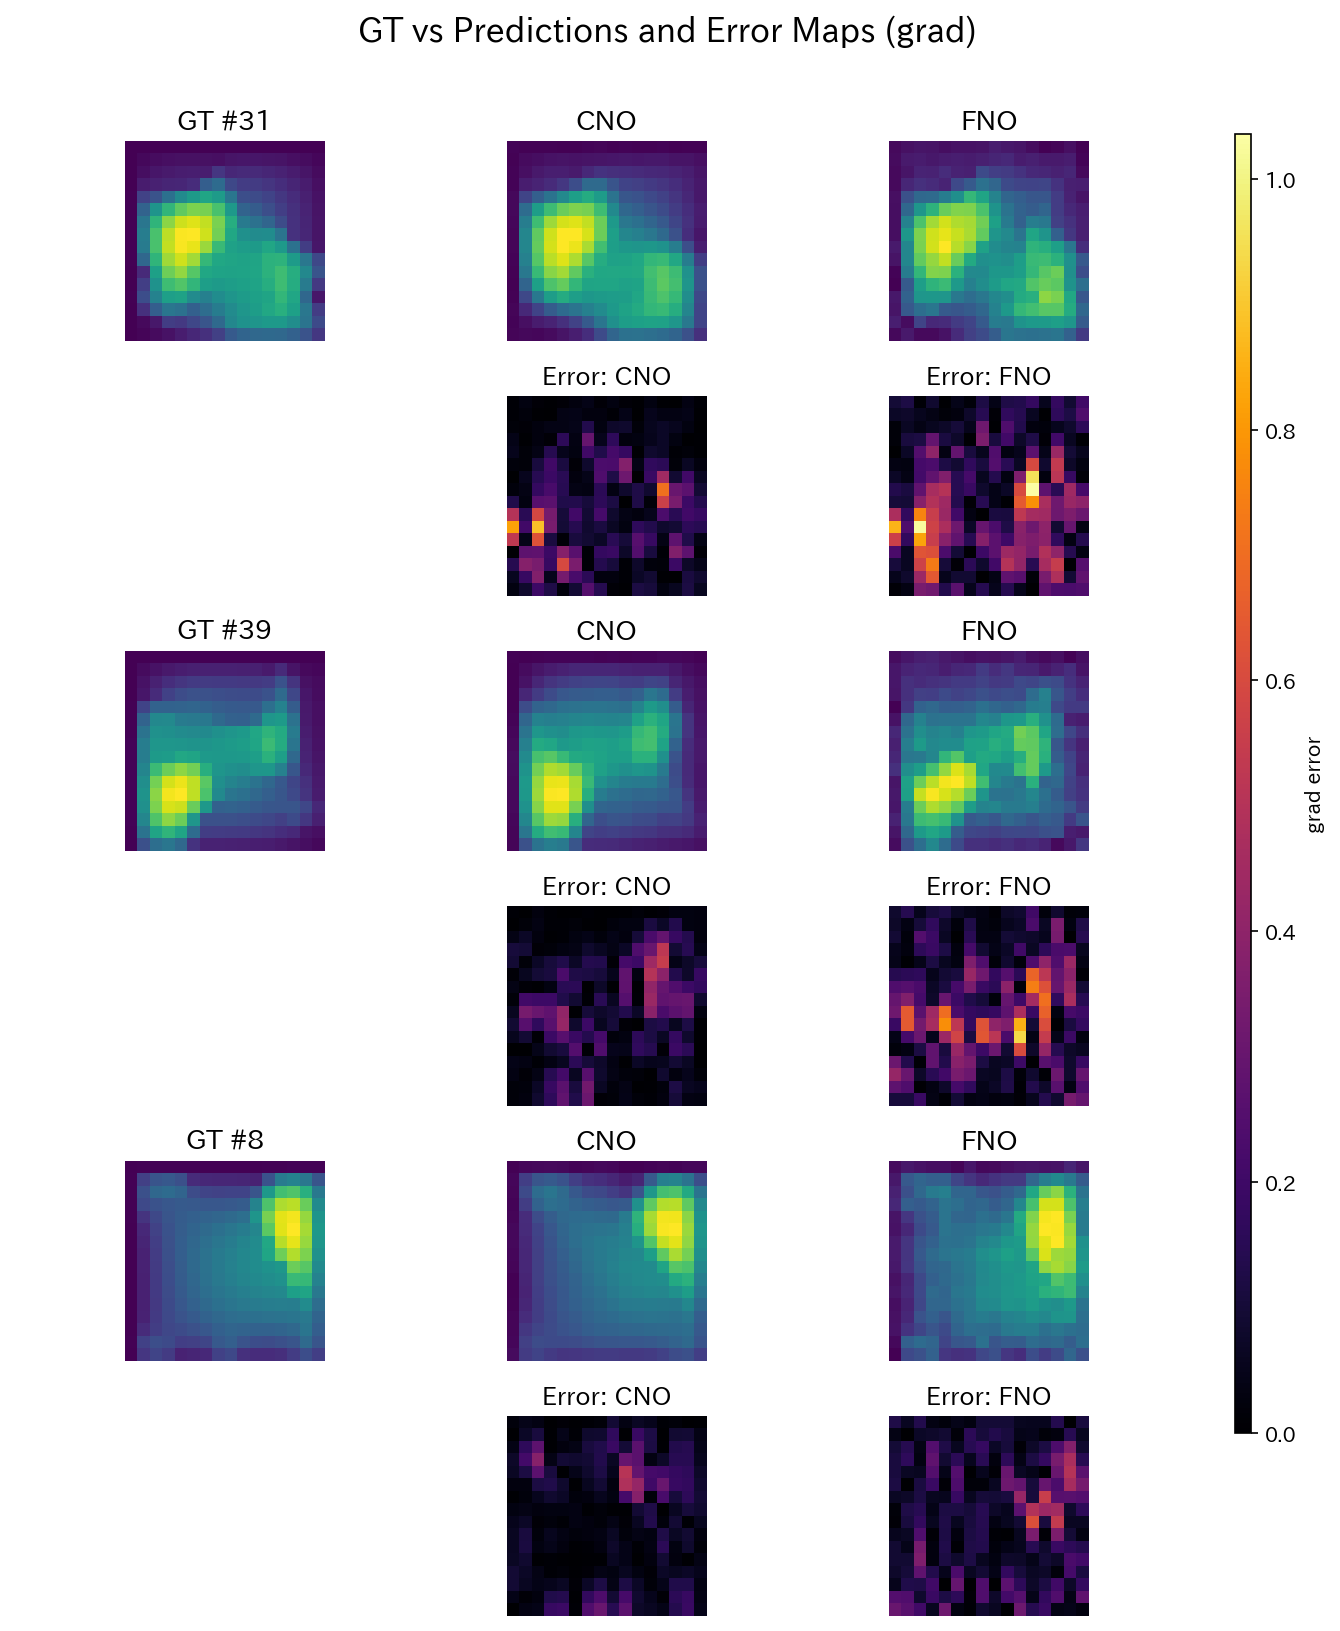 GT vs Predictions and Error Maps (grad)
GT #31
CNO
FNO
Error: CNO
Error: FNO
GT #39
CNO
FNO
Error: CNO
Error: FNO
GT #8
CNO
FNO
Error: CNO
Error: FNO
1.0
0.8
0.6
0.4
0.2
0.0
grad error